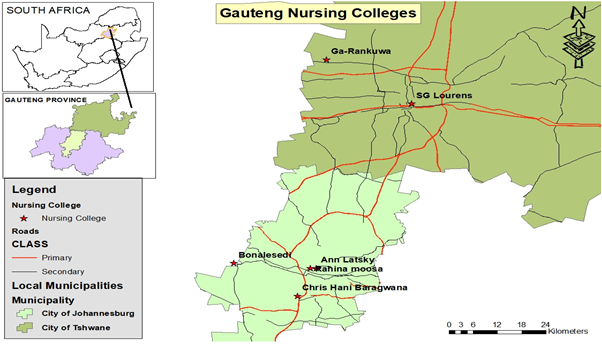 Gauteng Nursing Colleges
SOUTH AFRICA
GAUTENG PROVINCE
Legend
Nursing College
Nursing College
Roads
CLASS
Primary
Secondary
Local Municipalities
Municipality
City of Johannesburg
City of Tshwane
N
Ga-Rankuwa
SG Lourens
Bonalesedi
Ann Latsky
Rahina moosa
Chris Hani Baragwana
0 3 6 12 18 24
Kilometers